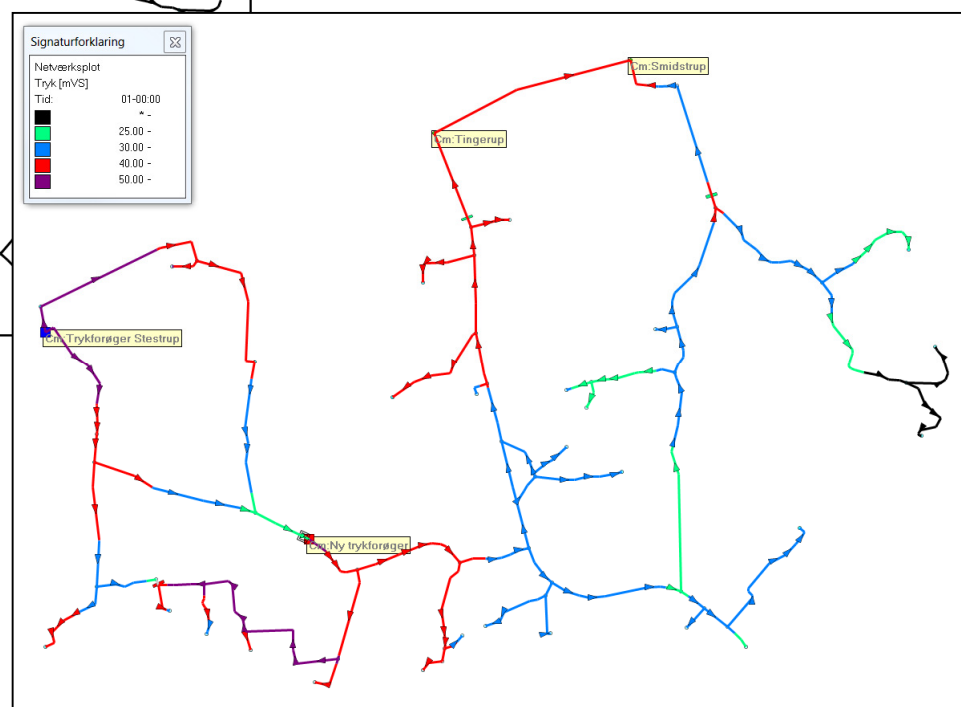 Signaturforklaring
Netværksplot
Tryk [mVS]
Tid: 01-00:00
* -
25.00 -
30.00 -
40.00 -
50.00 -
Cm:Smidstrup
Cm:Tingerup
Cm:Trykforøger Stestrup
Cm:Ny trykforøger